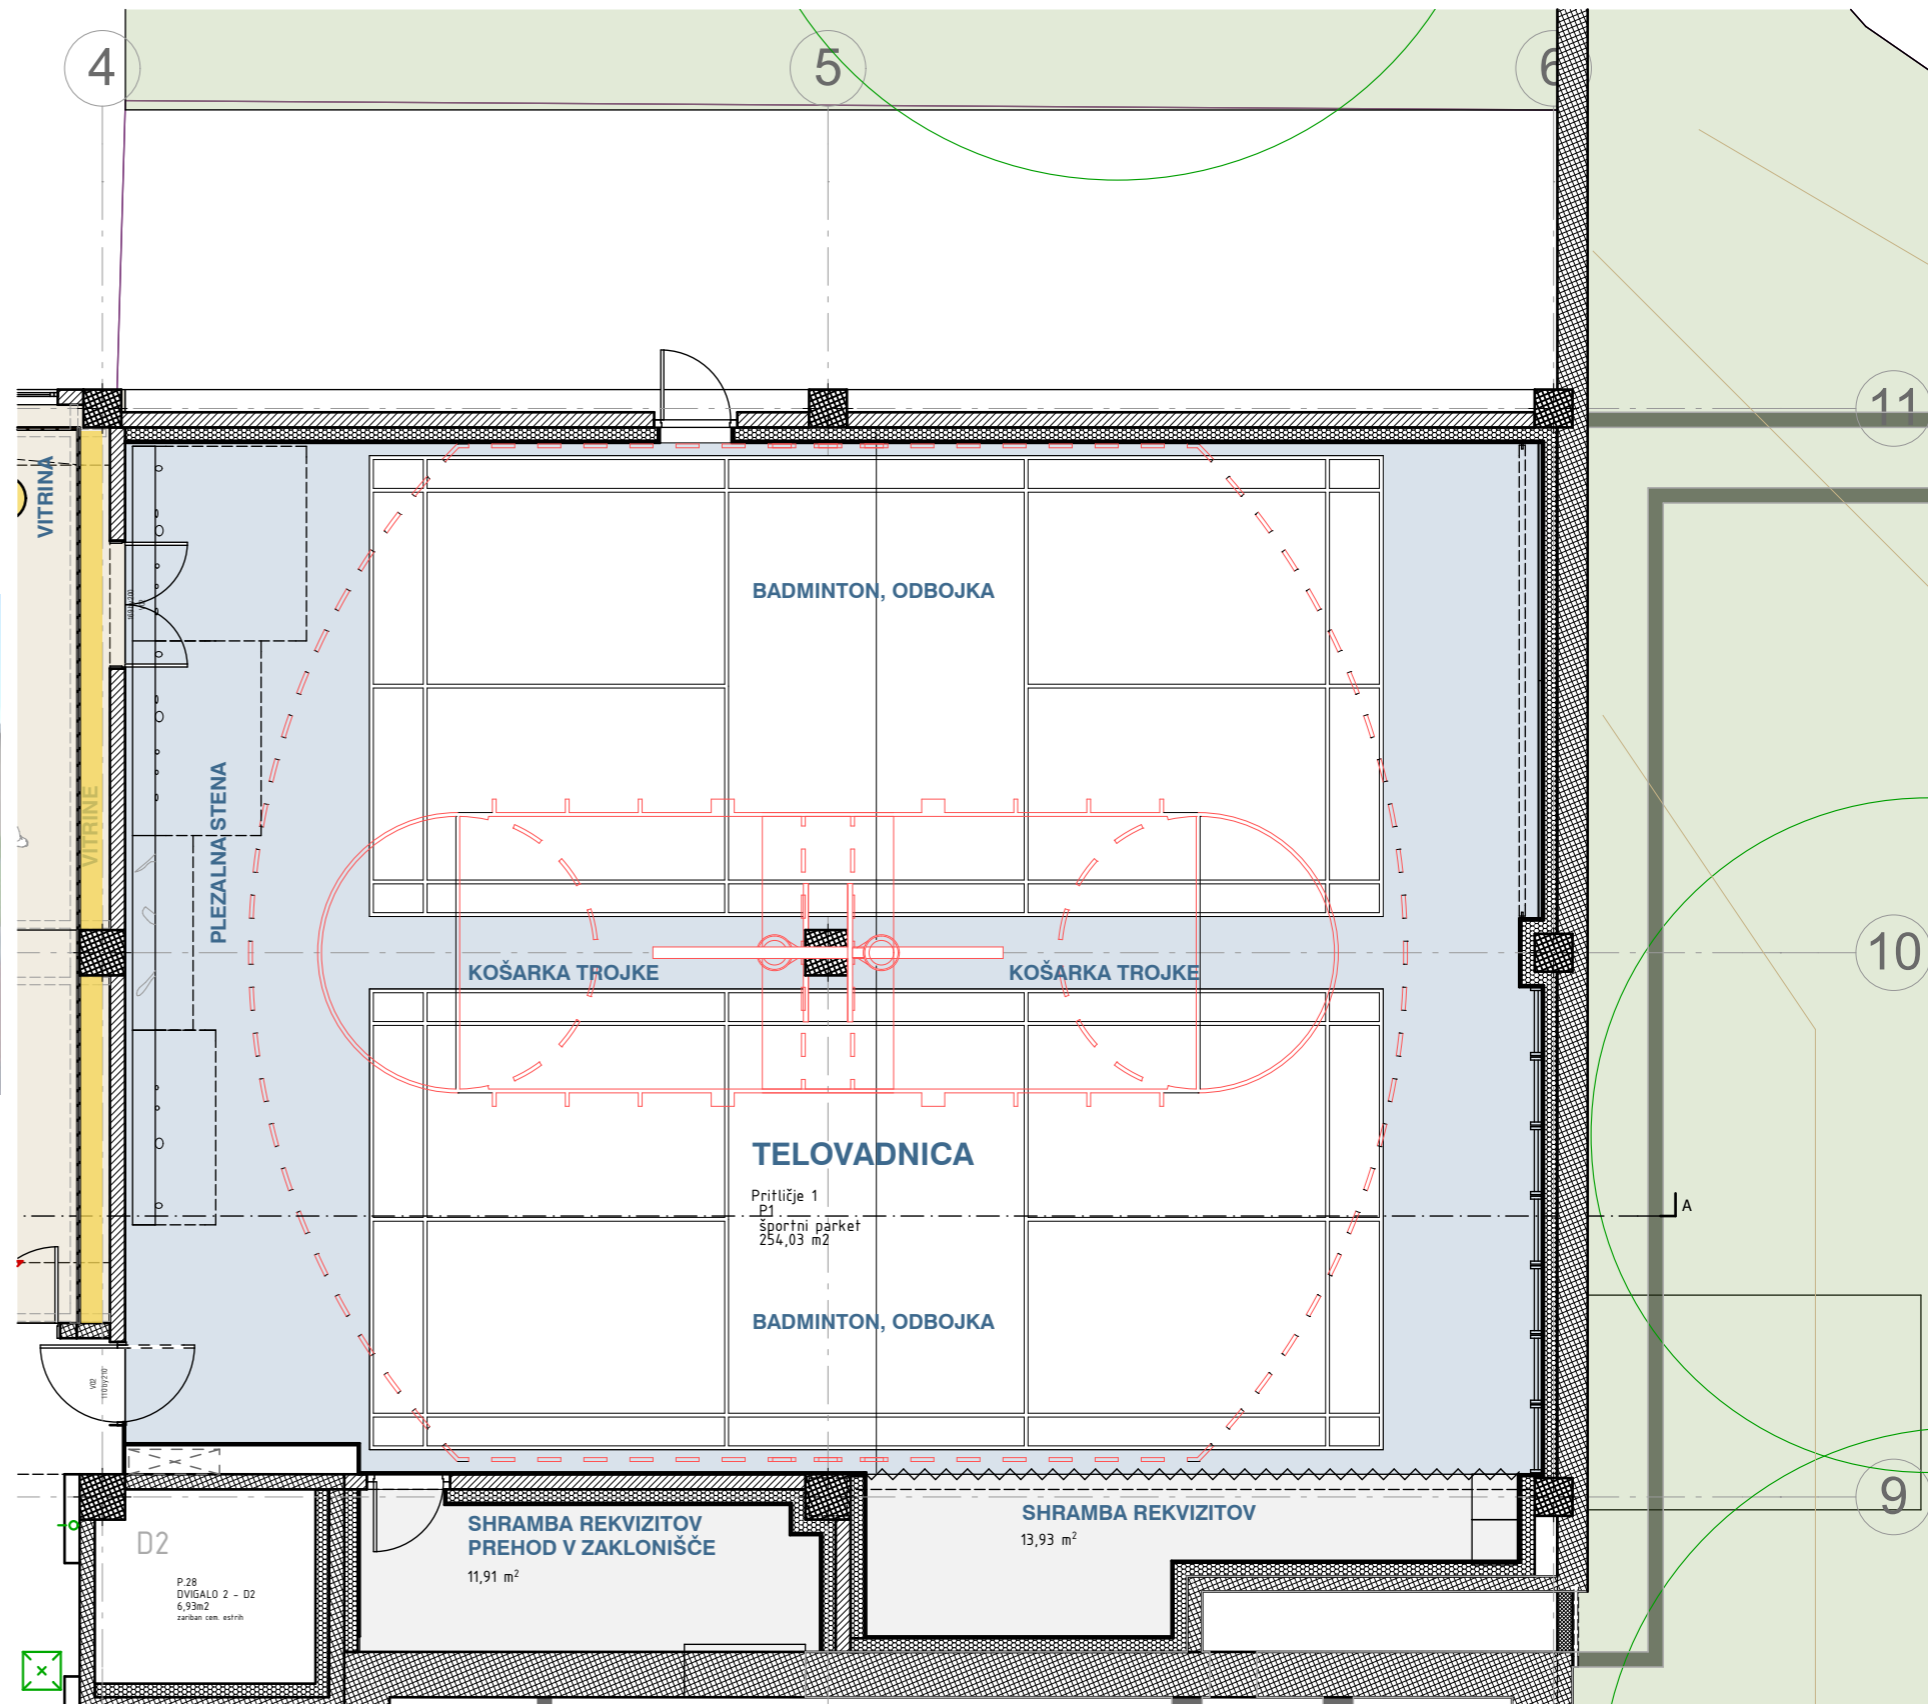 4
5
6
11
VITRINA
BADMINTON, ODBOJKA
VITRINE
PLEZALNA STENA
10
KOŠARKA TROJKE
KOŠARKA TROJKE
TELOVADNICA
Pritličje 1
P1
športni parket
254,03 m2
A
BADMINTON, ODBOJKA
V02
110by210
9
SHRAMBA REKVIZITOV
PREHOD V ZAKLONIŠČE
11,91 m²
SHRAMBA REKVIZITOV
13,93 m²
D2
P.28
DVIGALO 2 - D2
6,93m2
zariban cem. estrih